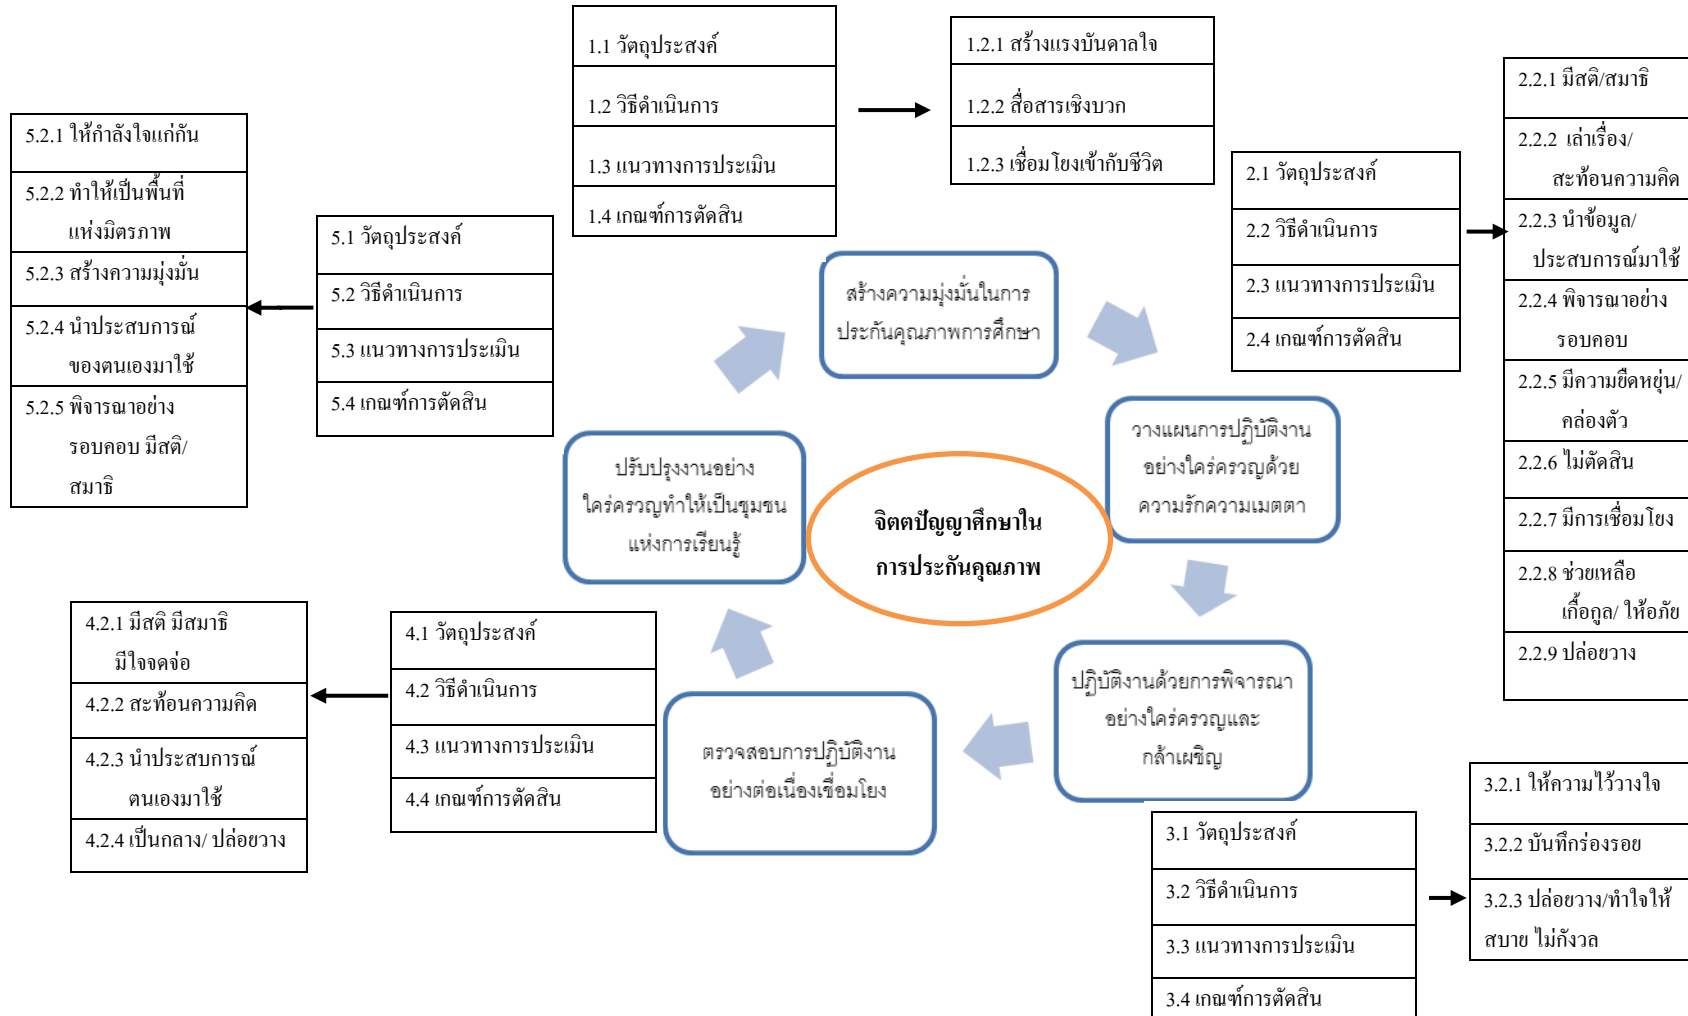 1.1 วัตถุประสงค์
1.2 วิธีดำเนินการ
1.3 แนวทางการประเมิน
1.4 เกณฑ์การตัดสิน
1.2.1 สร้างแรงบันดาลใจ
1.2.2 สื่อสารเชิงบวก
1.2.3 เชื่อมโยงเข้ากับชีวิต
2.1 วัตถุประสงค์
2.2 วิธีดำเนินการ
2.3 แนวทางการประเมิน
2.4 เกณฑ์การตัดสิน
2.2.1 มีสติ/สมาธิ
2.2.2 เล่าเรื่อง/
สะท้อนความคิด
2.2.3 นำข้อมูล/
ประสบการณ์มาใช้
2.2.4 พิจารณาอย่าง
รอบคอบ
2.2.5 มีความยืดหยุ่น/
คล่องตัว
2.2.6 ไม่ตัดสิน
2.2.7 มีการเชื่อมโยง
2.2.8 ช่วยเหลือ
เกื้อกูล/ ให้อภัย
2.2.9 ปล่อยวาง
5.2.1 ให้กำลังใจแก่กัน
5.2.2 ทำให้เป็นพื้นที่
แห่งมิตรภาพ
5.2.3 สร้างความมุ่งมั่น
5.2.4 นำประสบการณ์
ของตนเองมาใช้
5.2.5 พิจารณาอย่าง
รอบคอบ มีสติ/
สมาธิ
5.1 วัตถุประสงค์
5.2 วิธีดำเนินการ
5.3 แนวทางการประเมิน
5.4 เกณฑ์การตัดสิน
สร้างความมุ่งมั่นในการ
ประกันคุณภาพการศึกษา
วางแผนการปฏิบัติงาน
อย่างใคร่ครวญด้วย
ความรักความเมตตา
ปรับปรุงงานอย่าง
ใคร่ครวญทำให้เป็นชุมชน
แห่งการเรียนรู้
จิตตปัญญาศึกษาใน
การประกันคุณภาพ
ปฏิบัติงานด้วยการพิจารณา
อย่างใคร่ครวญและ
กล้าเผชิญ
ตรวจสอบการปฏิบัติงาน
อย่างต่อเนื่องเชื่อมโยง
4.2.1 มีสติ มีสมาธิ
มีใจจดจ่อ
4.2.2 สะท้อนความคิด
4.2.3 นำประสบการณ์
ตนเองมาใช้
4.2.4 เป็นกลาง/ ปล่อยวาง
4.1 วัตถุประสงค์
4.2 วิธีดำเนินการ
4.3 แนวทางการประเมิน
4.4 เกณฑ์การตัดสิน
3.1 วัตถุประสงค์
3.2 วิธีดำเนินการ
3.3 แนวทางการประเมิน
3.4 เกณฑ์การตัดสิน
3.2.1 ให้ความไว้วางใจ
3.2.2 บันทึกร่องรอย
3.2.3 ปล่อยวาง/ทำใจให้
สบาย ไม่กังวล